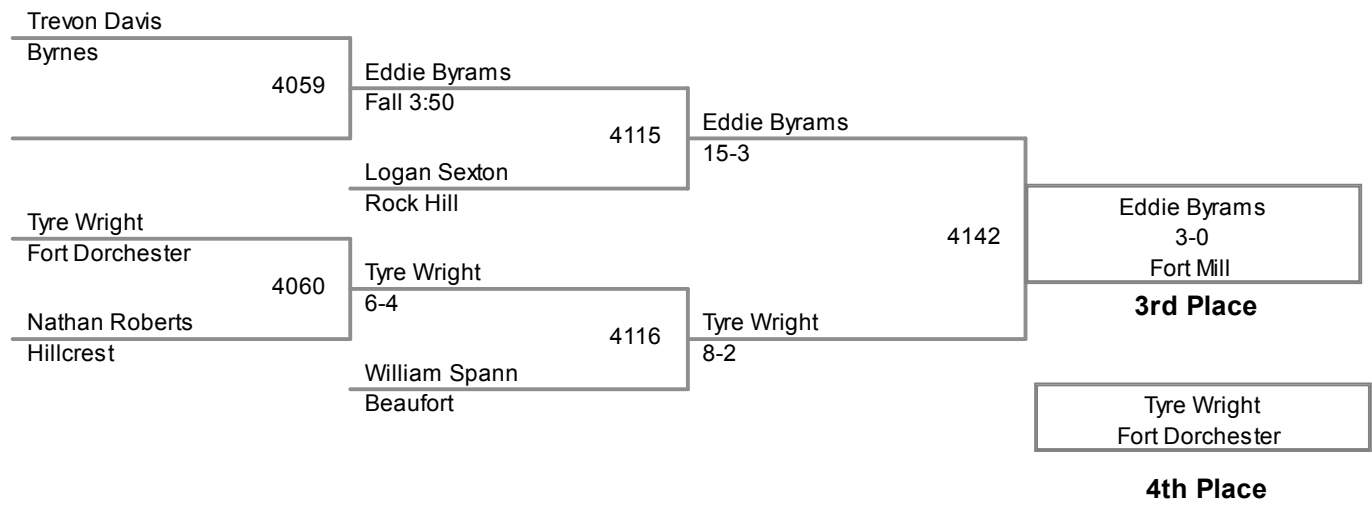 Trevon Davis
Byrnes
4059
Eddie Byrams
Fall 3:50
4115
Eddie Byrams
15-3
Logan Sexton
Rock Hill
Tyre Wright
Fort Dorchester
4060
Tyre Wright
6-4
Nathan Roberts
Hillcrest
4116
Tyre Wright
8-2
William Spann
Beaufort
4142
Eddie Byrams
3-0
Fort Mill
3rd Place
Tyre Wright
Fort Dorchester
4th Place